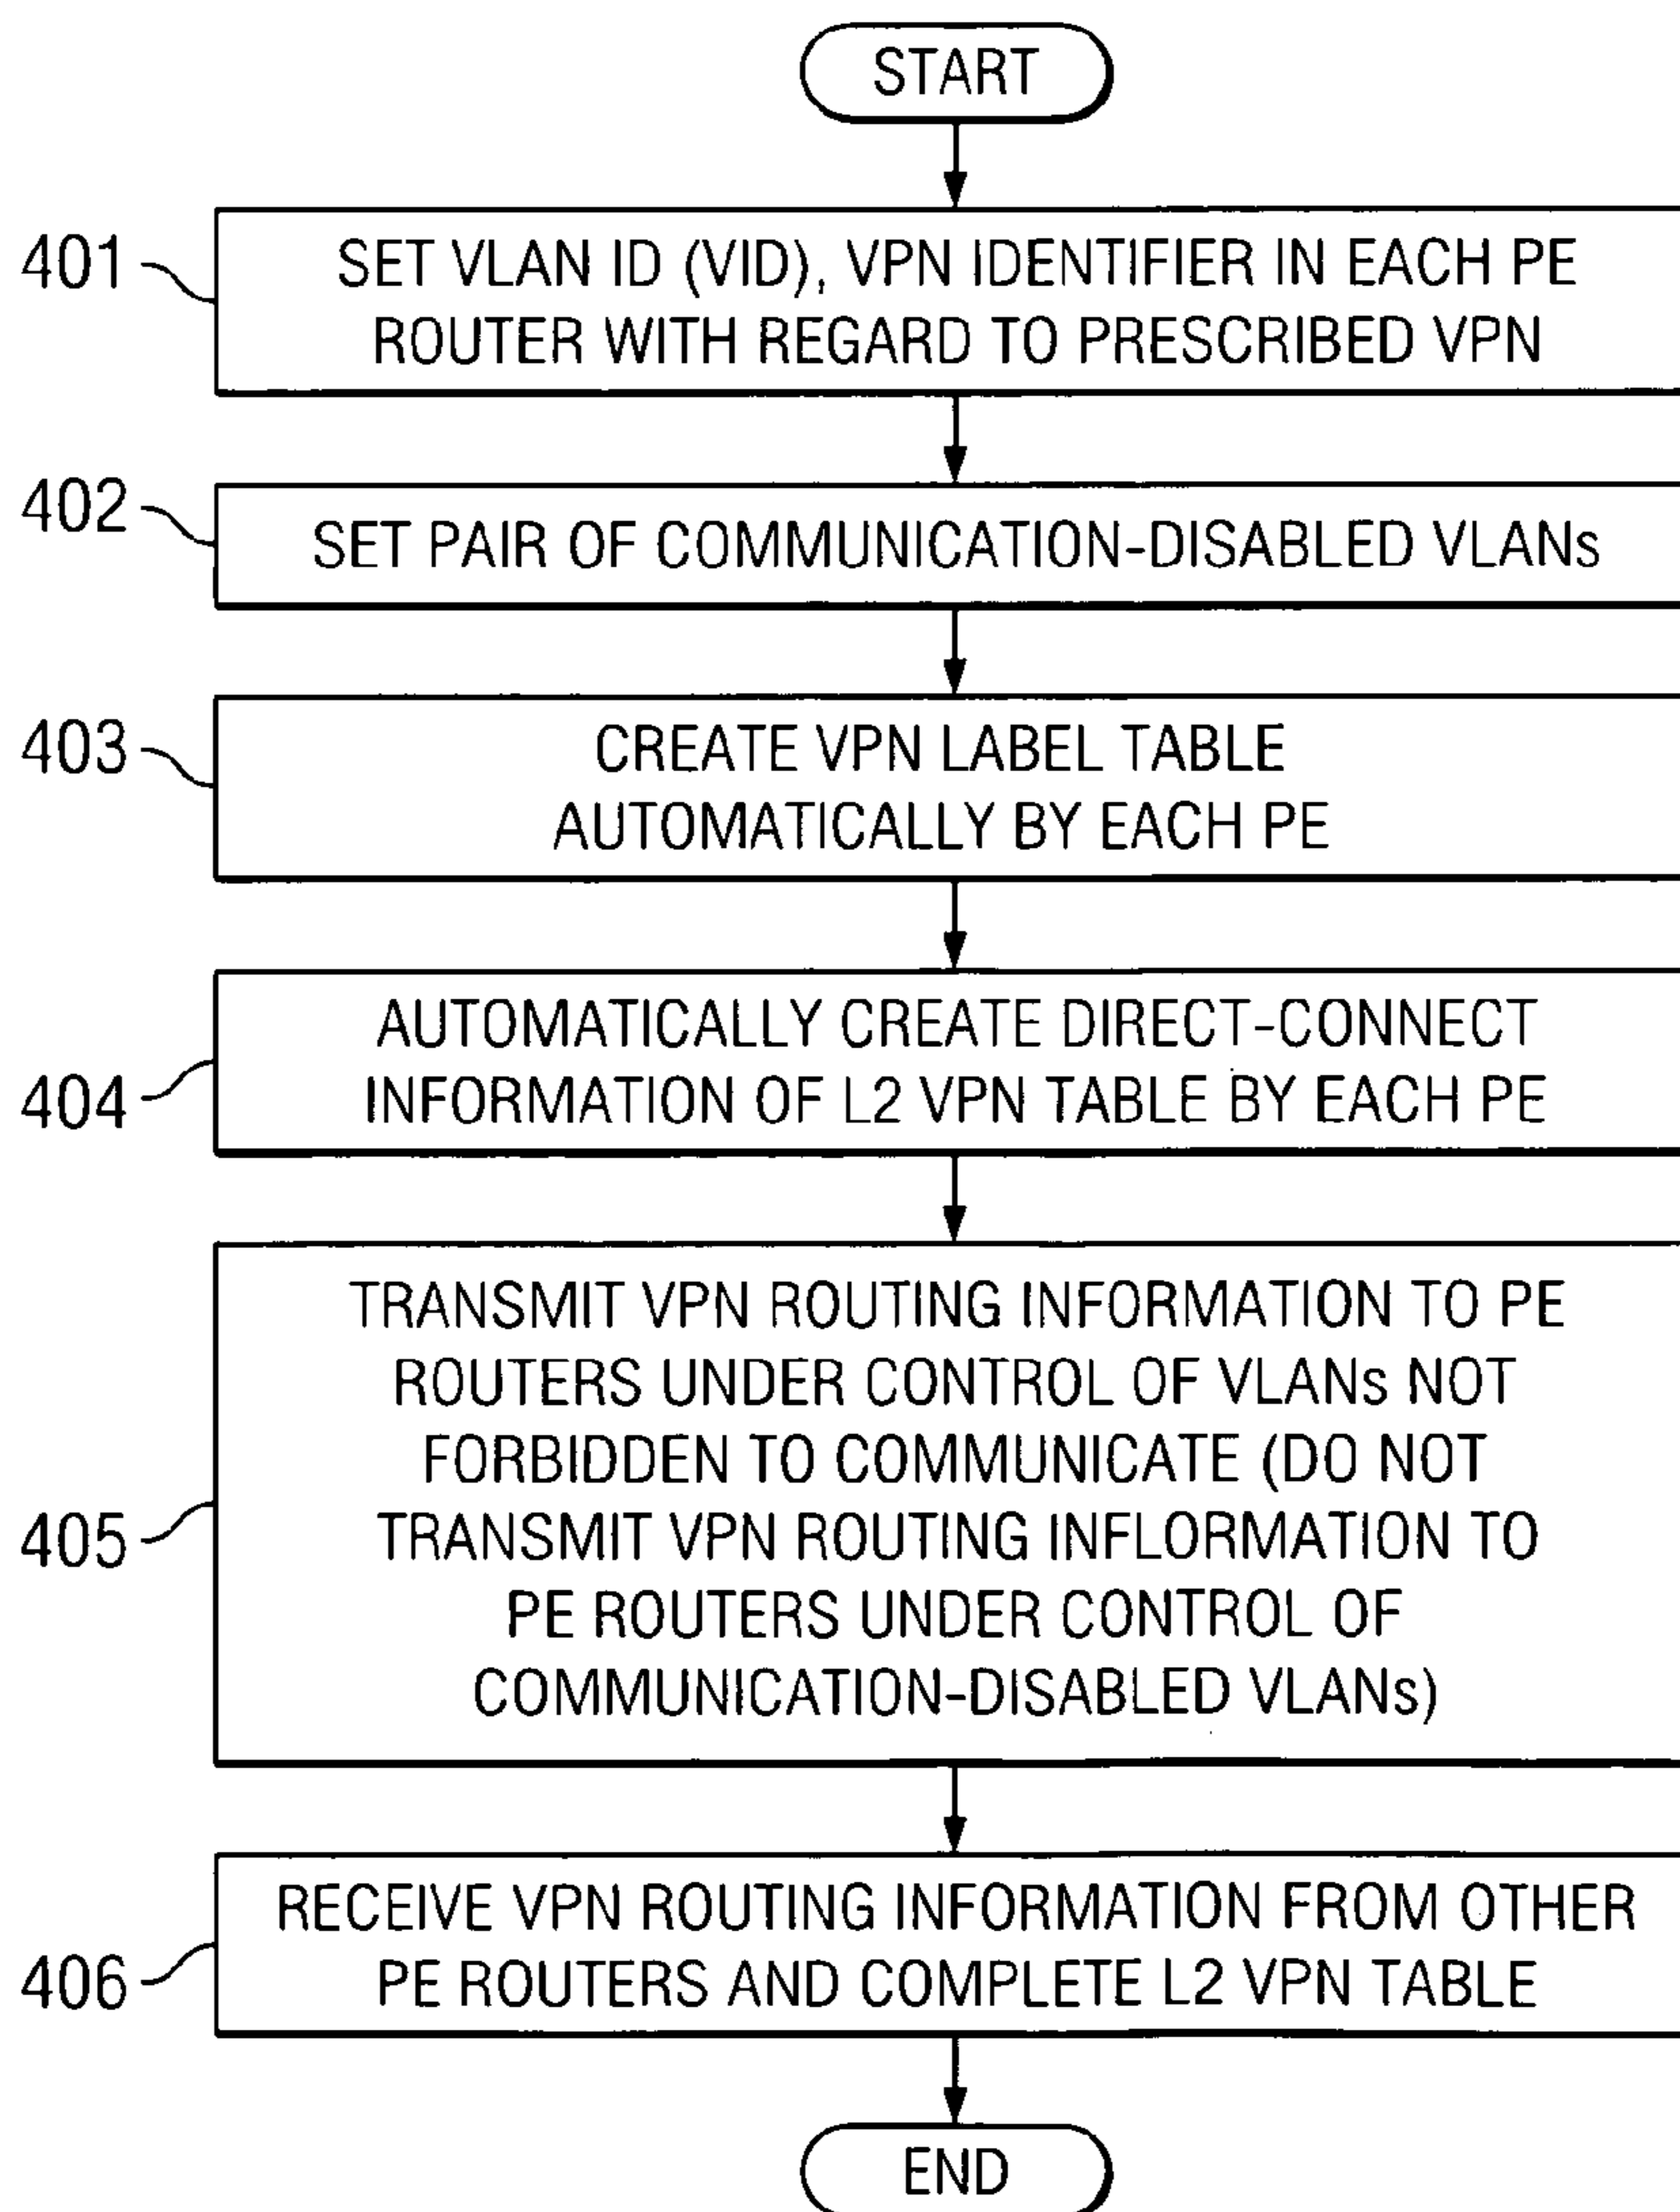 START
401
SET VLAN ID (VID), VPN IDENTIFIER IN EACH PE
ROUTER WITH REGARD TO PRESCRIBED VPN
402
SET PAIR OF COMMUNICATION-DISABLED VLANs
403
CREATE VPN LABEL TABLE
AUTOMATICALLY BY EACH PE
404
AUTOMATICALLY CREATE DIRECT-CONNECT
INFORMATION OF L2 VPN TABLE BY EACH PE
405
TRANSMIT VPN ROUTING INFORMATION TO PE
ROUTERS UNDER CONTROL OF VLANs NOT
FORBIDDEN TO COMMUNICATE (DO NOT
TRANSMIT VPN ROUTING INFLORMATION TO
PE ROUTERS UNDER CONTROL OF
COMMUNICATION-DISABLED VLANs)
406
RECEIVE VPN ROUTING INFORMATION FROM OTHER
PE ROUTERS AND COMPLETE L2 VPN TABLE
END